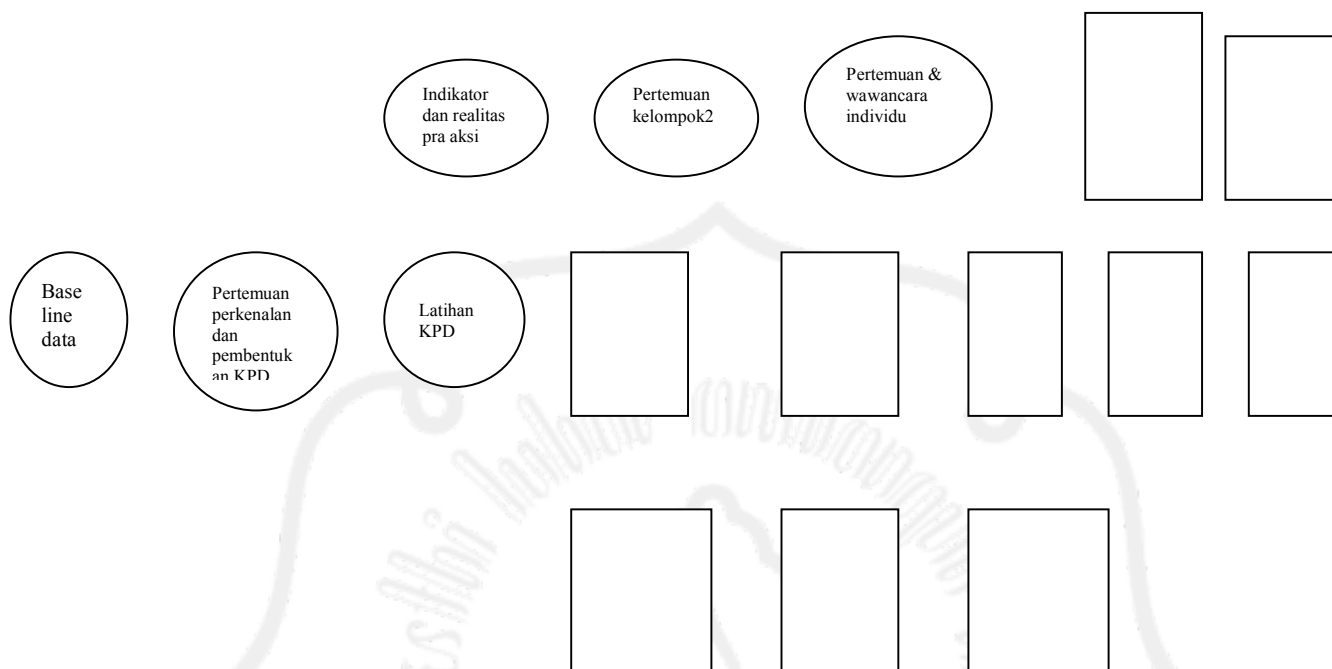 Indikator
dan realitas
pra aksi
Pertemuan
kelompok2
Pertemuan &
wawancara
individu
Base
line
data
Pertemuan
perkenalan
dan
pembentuk
an KPD
Latihan
KPD